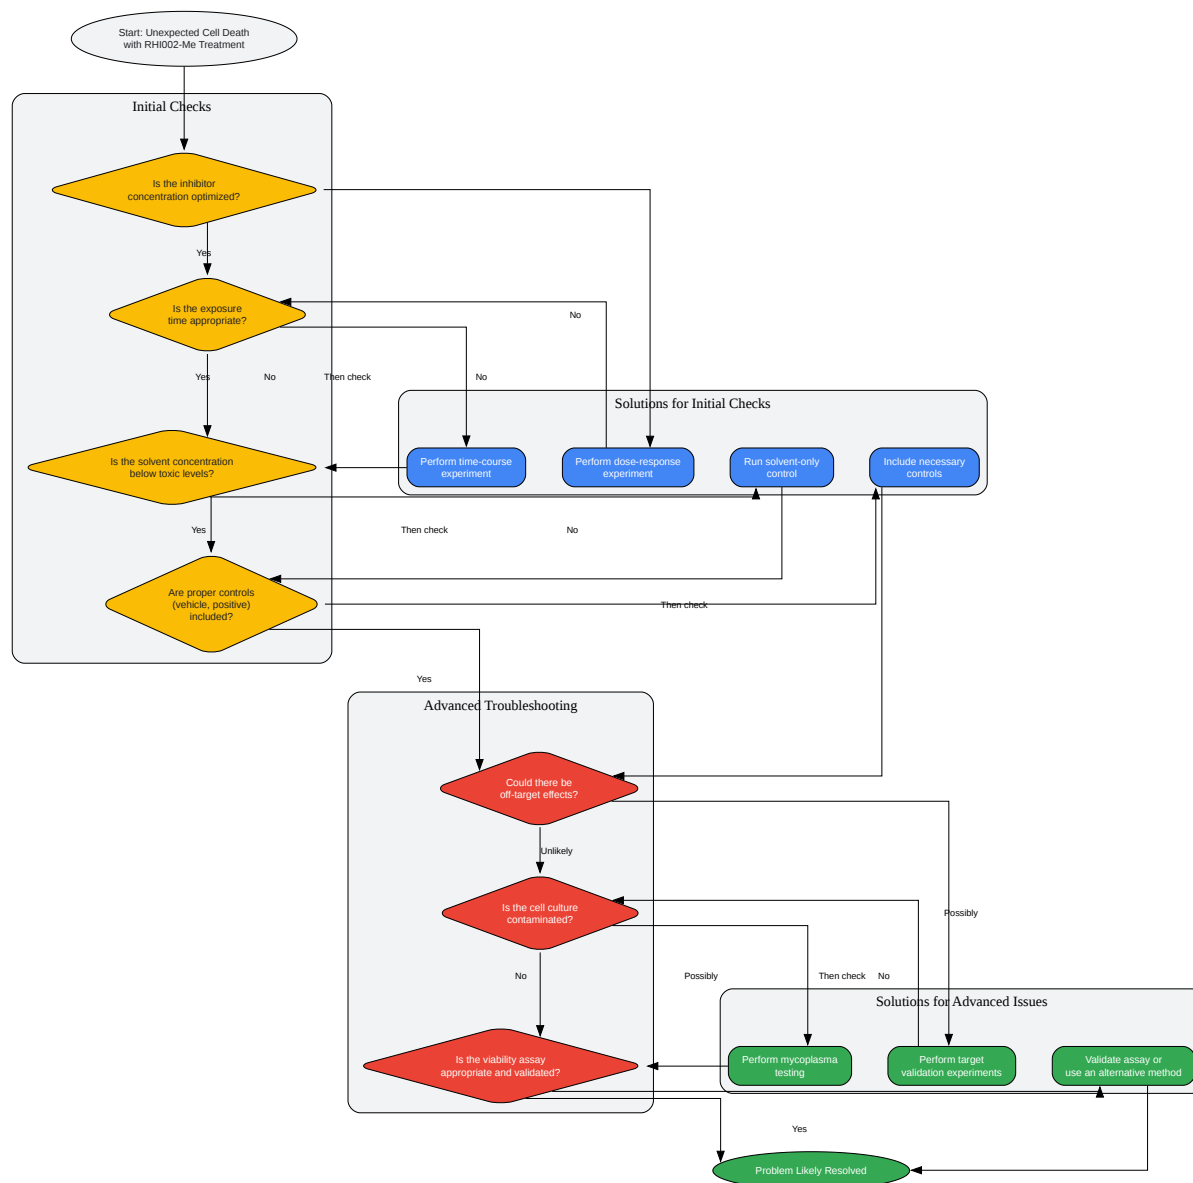 Start: Unexpected Cell Death
with RHI002-Me Treatment
Initial Checks
Is the inhibitor
concentration optimized?
Yes
Is the exposure
time appropriate?
No
Yes
No
Then check
No
Solutions for Initial Checks
Is the solvent concentration
below toxic levels?
Perform time-course
experiment
Perform dose-response
experiment
Run solvent-only
control
Include necessary
controls
Yes
Then check
No
Are proper controls
(vehicle, positive)
included?
Then check
Yes
Advanced Troubleshooting
Could there be
off-target effects?
Unlikely
Is the cell culture
contaminated?
Possibly
No
Possibly
Then check
No
Solutions for Advanced Issues
Is the viability assay
appropriate and validated?
Perform mycoplasma
testing
Perform target
validation experiments
Validate assay or
use an alternative method
Yes
Problem Likely Resolved